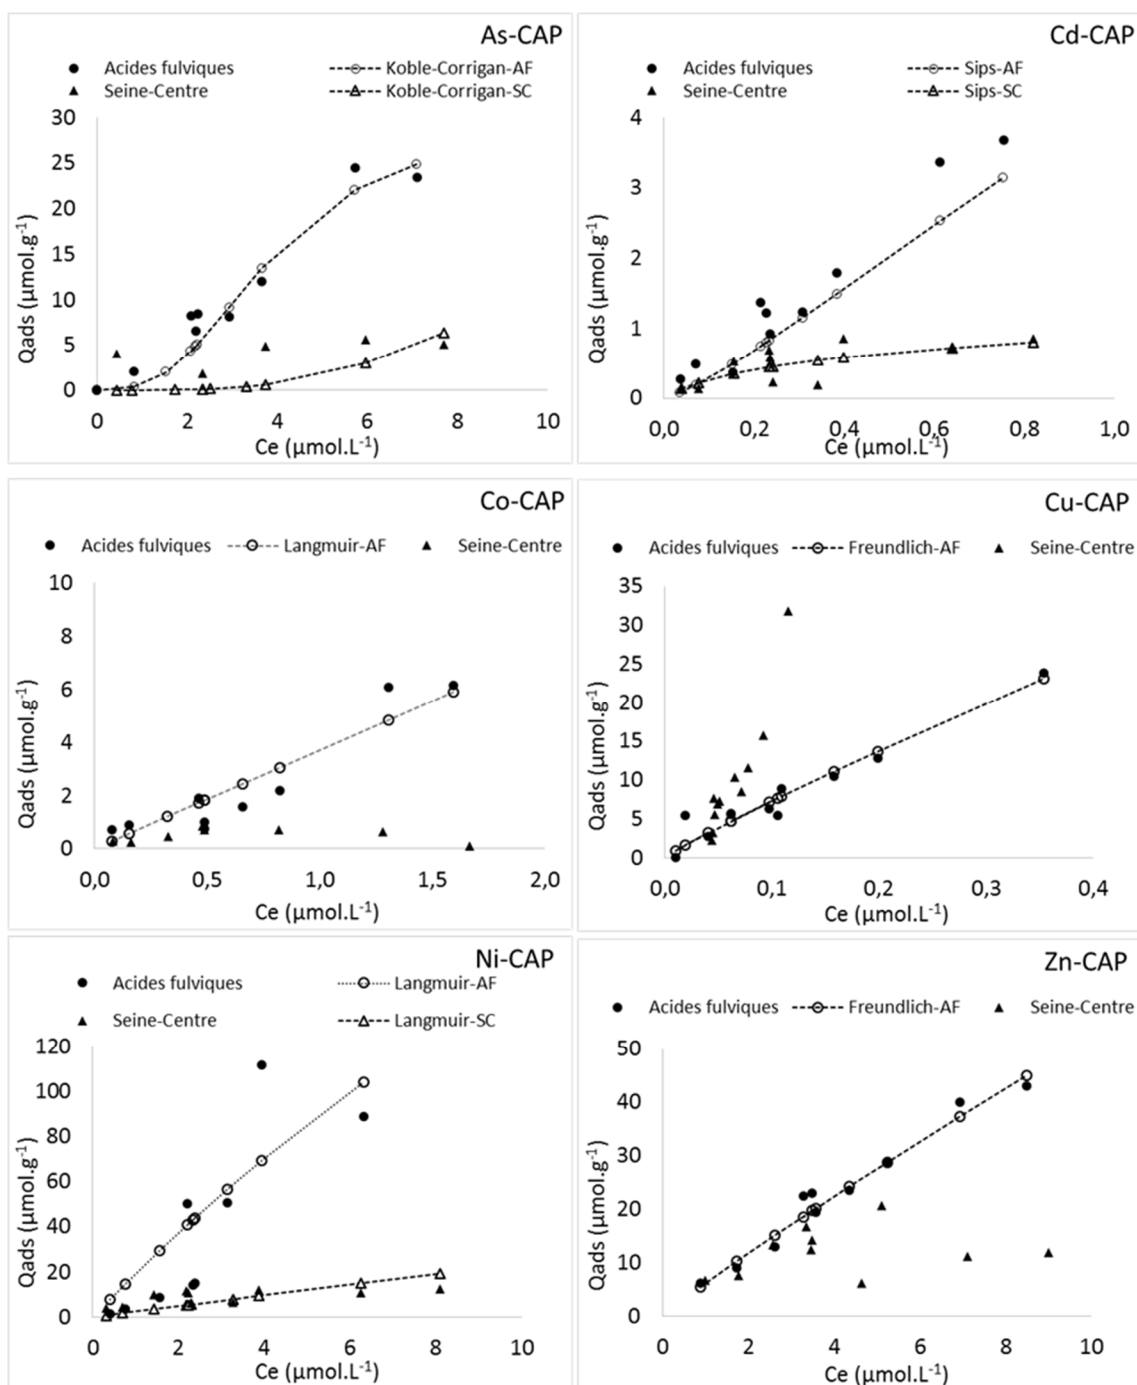 As-CAP
Acides fulviques Koble-Corrigan-AF
Seine-Centre Koble-Corrigan-SC
30
25
20
15
10
5
0
Qads (µmol.g⁻¹)
0 2 4 6 8 10
Ce (µmol.L⁻¹)
Cd-CAP
Acides fulviques Sips-AF
Seine-Centre Sips-SC
4
3
2
1
0
Qads (µmol.g⁻¹)
0,0 0,2 0,4 0,6 0,8 1,0
Ce (µmol.L⁻¹)
Co-CAP
Acides fulviques Langmuir-AF Seine-Centre
10
8
6
4
2
0
Qads (µmol.g⁻¹)
0,0 0,5 1,0 1,5 2,0
Ce (µmol.L⁻¹)
Cu-CAP
Acides fulviques Freundlich-AF Seine-Centre
35
30
25
20
15
10
5
0
Qads (µmol.g⁻¹)
0,0 0,1 0,2 0,3 0,4
Ce (µmol.L⁻¹)
Ni-CAP
Acides fulviques Langmuir-AF
Seine-Centre Langmuir-SC
120
100
80
60
40
20
0
Qads (µmol.g⁻¹)
0 2 4 6 8 10
Ce (µmol.L⁻¹)
Zn-CAP
Acides fulviques Freundlich-AF Seine-Centre
50
40
30
20
10
0
Qads (µmol.g⁻¹)
0 2 4 6 8 10
Ce (µmol.L⁻¹)